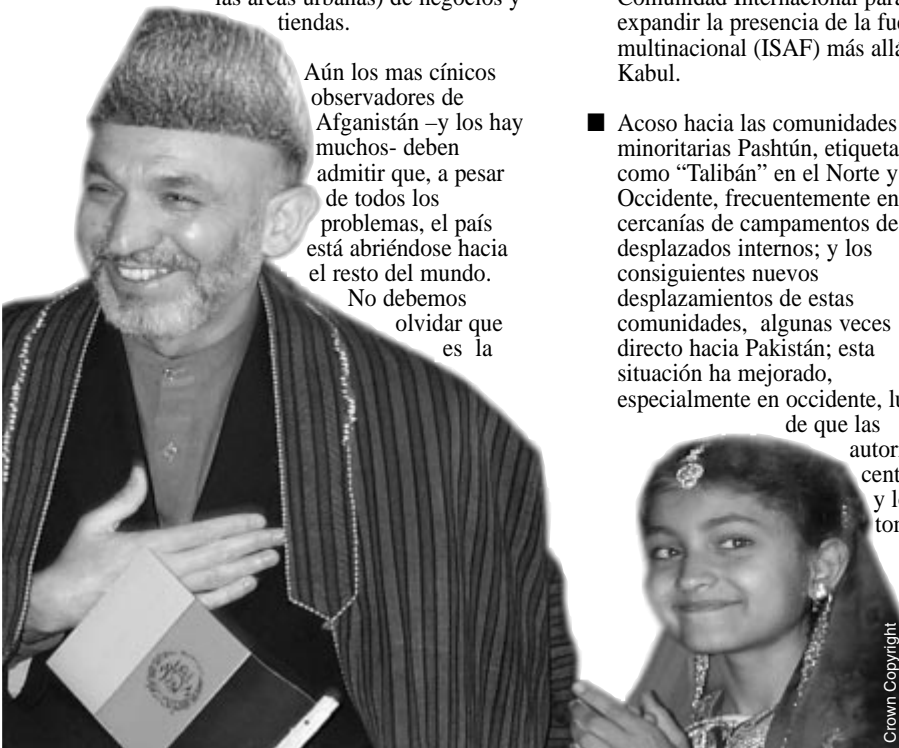 las áreas urbanas) de negocios y
tiendas.
Aún los mas cínicos
observadores de
Afganistán –y los hay
muchos- deben
admitir que, a pesar
de todos los
problemas, el país
está abriéndose hacia
el resto del mundo.
No debemos
olvidar que
es la
expandir la presencia de la fue
multinacional (ISAF) más allá
Kabul.
■ Acoso hacia las comunidades
minoritarias Pashtún, etiqueta
como “Talibán” en el Norte y
Occidente, frecuentemente en
cercanías de campamentos de
desplazados internos; y los
consiguientes nuevos
desplazamientos de estas
comunidades, algunas veces
directo hacia Pakistán; esta
situación ha mejorado,
especialmente en occidente, lu
de que las
autori
cent
y l
tor
Crown Copyright